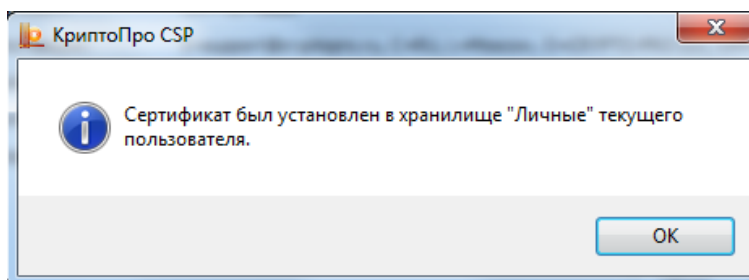 КриптоПро CSP
Сертификат был установлен в хранилище "Личные" текущего
пользователя.
OK